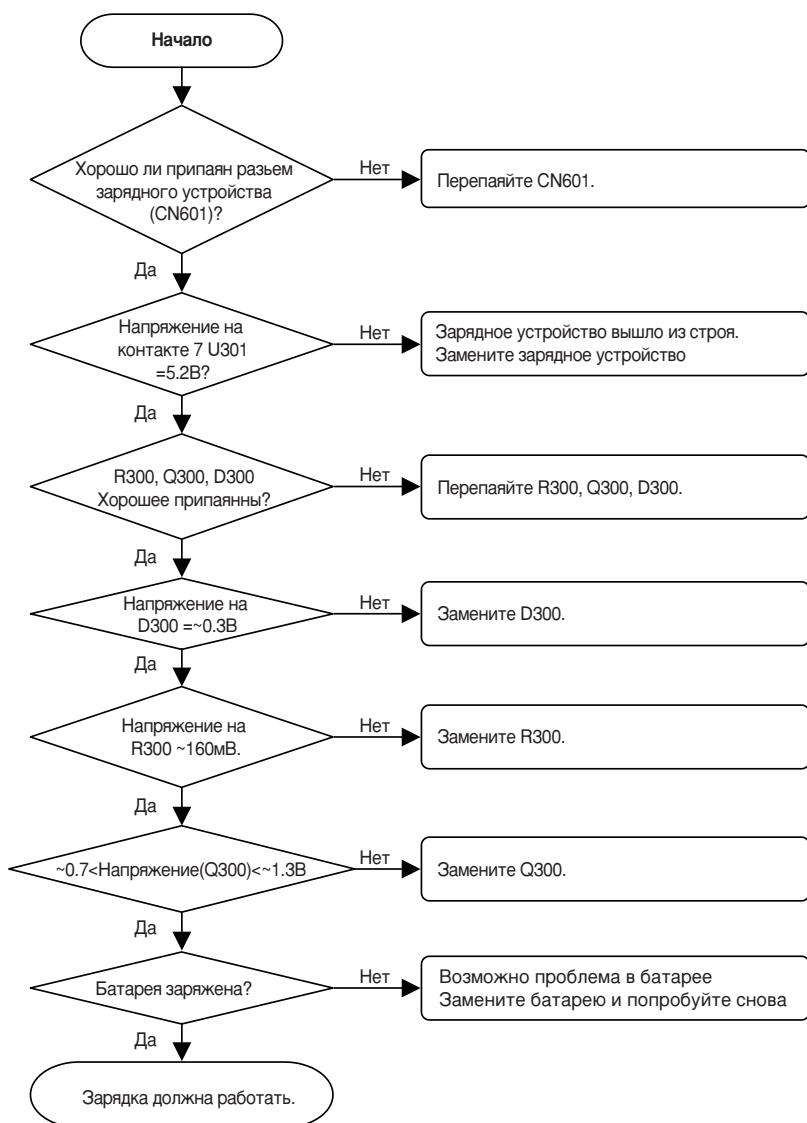 Начало
Хорошо ли припаян разьем
зарядного устройства
(CN601)?
Нет
Перепаяйте CN601.
Да
Напряжение на
контакте 7 U301
=5.2В?
Нет
Зарядное устройство вышло из строя.
Замените зарядное устройство
Да
R300, Q300, D300
Хорошее припаянны?
Нет
Перепаяйте R300, Q300, D300.
Да
Напряжение на
D300 =~0.3В
Нет
Замените D300.
Да
Напряжение на
R300 ~160мВ.
Нет
Замените R300.
Да
~0.7<Напряжение(Q300)<~1.3В
Нет
Замените Q300.
Да
Батарея заряжена?
Нет
Возможно проблема в батарее
Замените батарею и попробуйте снова
Да
Зарядка должна работать.